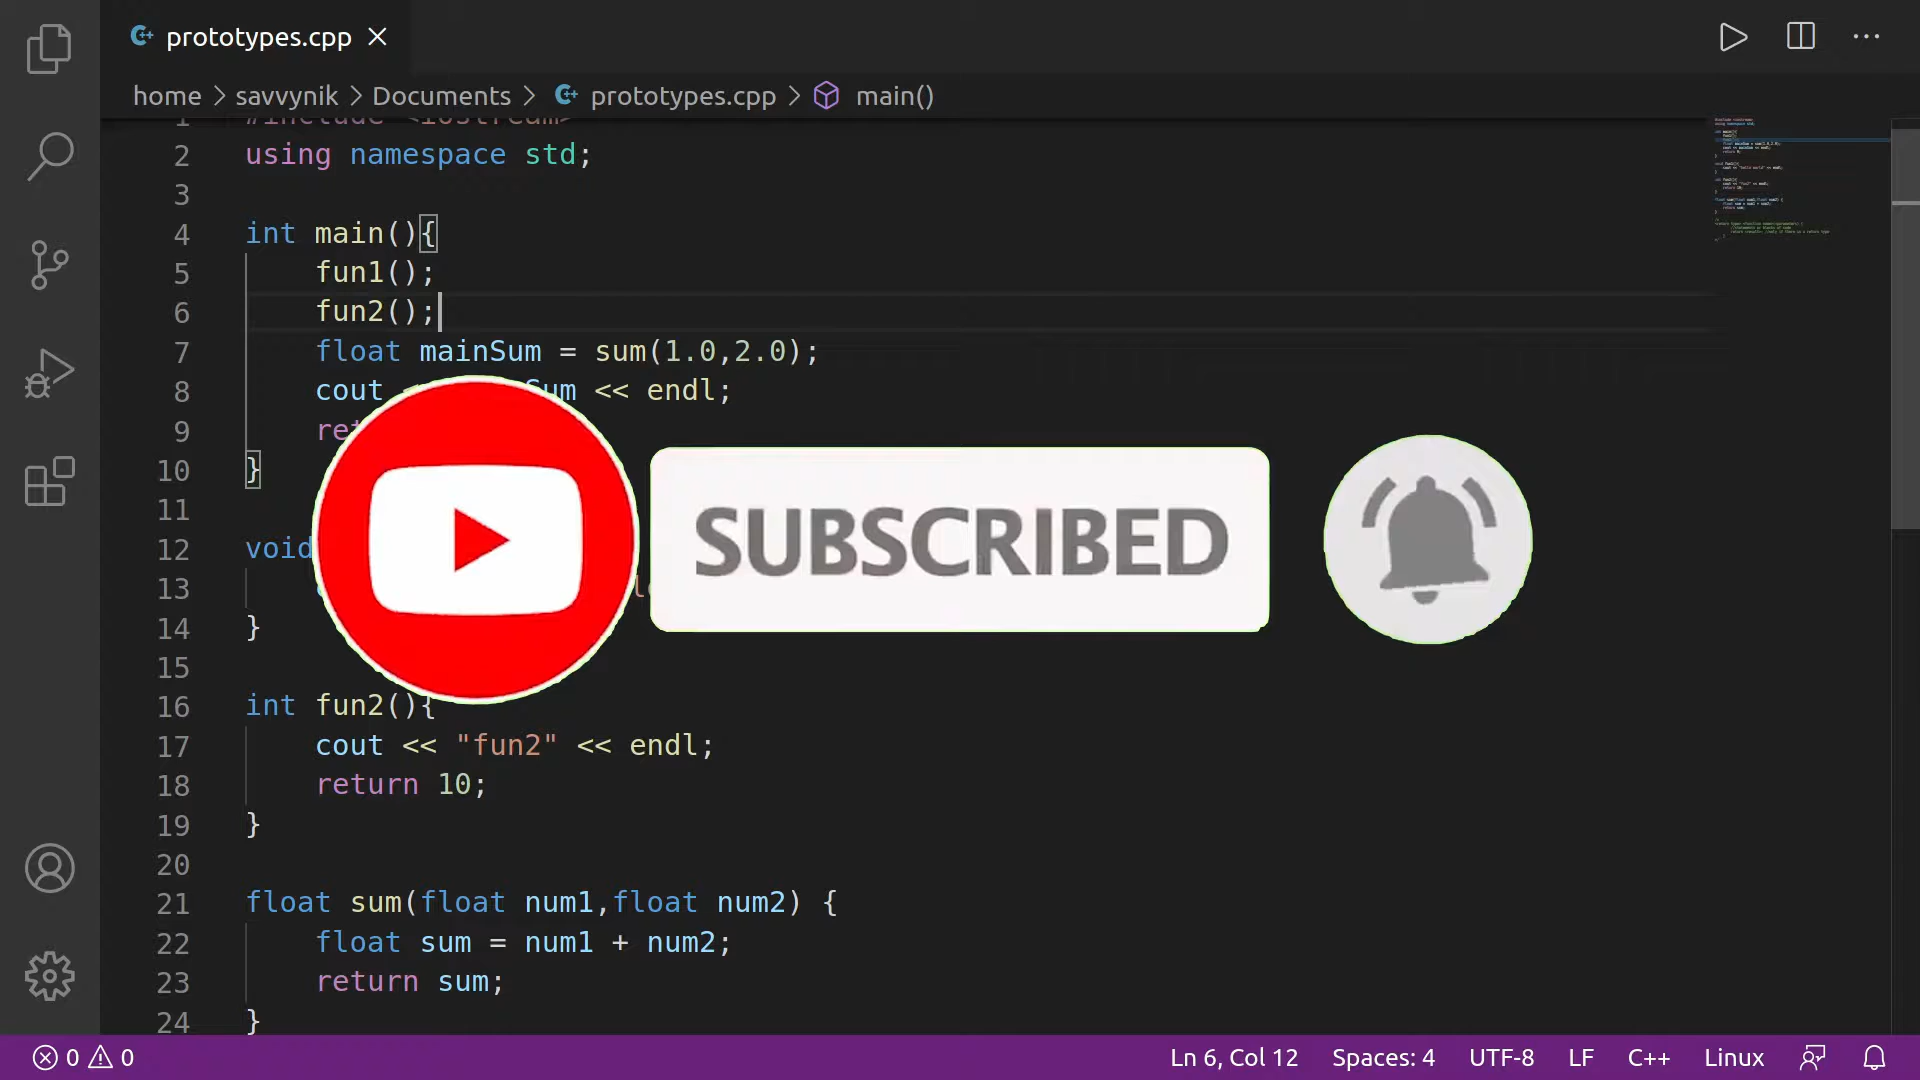 prototypes.cpp
home > savvynik > Documents > prototypes.cpp > main()
1 #include <iostream>
2 using namespace std;
3
4 int main(){
5 fun1();
6 fun2();
7 float mainSum = sum(1.0,2.0);
8 cout Sum << endl;
9 ret
10 }
11
12 void
13
14 }
15
16 int fun2(){
17 cout << "fun2" << endl;
18 return 10;
19 }
20
21 float sum(float num1,float num2) {
22 float sum = num1 + num2;
23 return sum;
24 }
SUBSCRIBED
0 0 Ln 6, Col 12 Spaces: 4 UTF-8 LF C++ Linux